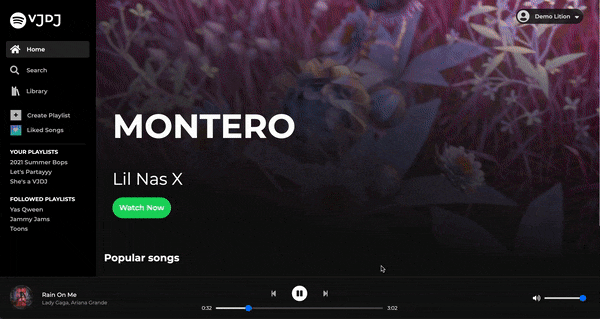 VJDJ
Demo Lition
Home
Search
Library
Create Playlist
Liked Songs
YOUR PLAYLISTS
2021 Summer Bops
Let's Partayyy
She's a VJDJ
FOLLOWED PLAYLISTS
Yas Qween
Jammy Jams
Toons
MONTERO
Lil Nas X
Watch Now
Popular songs
Rain On Me
Lady Gaga, Ariana Grande
0:32
3:02